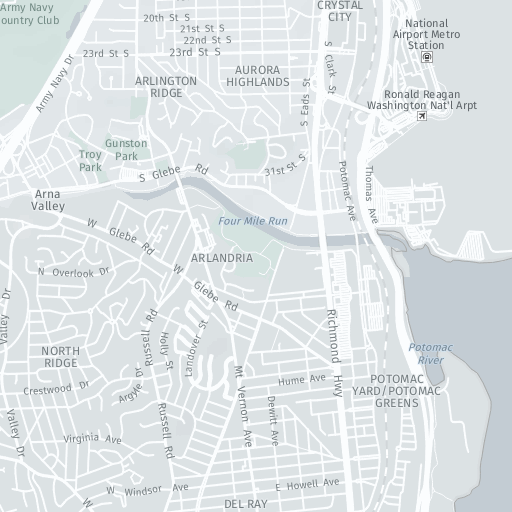 Army Navy
ountry Club
CRYSTAL
CITY
20th St S
21st St S
22nd St S
23rd St S
23rd St S
National
Airport Metro
Station
Army Navy Dr
S Clark St
AURORA
HIGHLANDS
ARLINGTON
RIDGE
S Eads St
Ronald Reagan
Washington Nat'l Arpt
Gunston
Park
Troy
Park
S Glebe Rd
31st St S
Potomac Ave
Thomas Ave
Arna
Valley
W Glebe Rd
Four Mile Run
N Overlook Dr
ARLANDRIA
W Glebe Rd
Valley Dr
Russell Rd
Holly St
Landover St
Richmond Hwy
Potomac
River
NORTH
RIDGE
Crestwood Dr
Argyle Dr
Mt Vernon Ave
Hume Ave
Dewitt Ave
POTOMAC
YARD/POTOMAC
GREENS
Valley Dr
Virginia Ave
Russell Rd
W Windsor Ave
E Howell Ave
DEL RAY